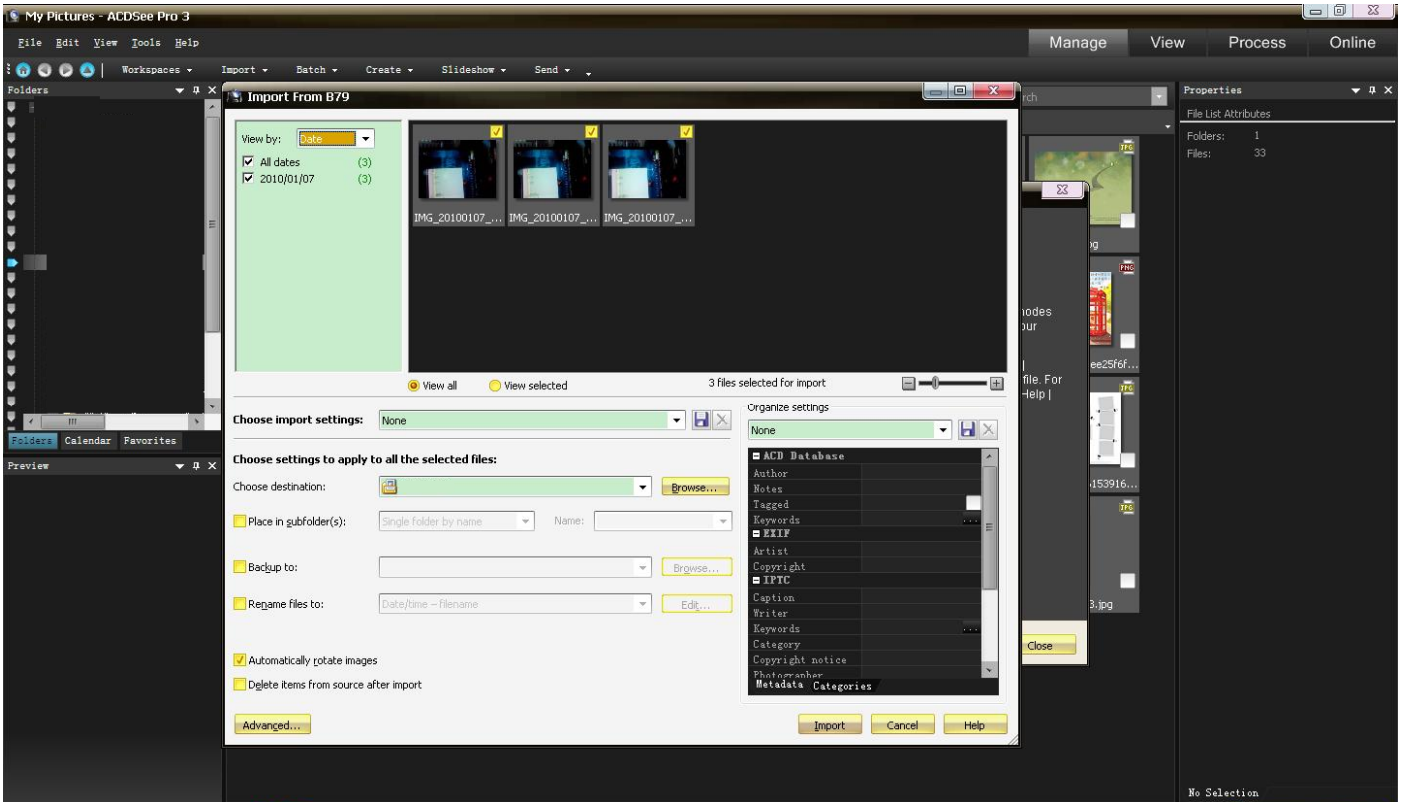 My Pictures - ACDSee Pro 3
File Edit View Tools Help
Manage View Process Online
Workspaces Import Batch Create Slideshow Send
Folders
Import From B79
rch
Properties
File List Attributes
Folders: 1
Files: 33
View by: Date
All dates (3)
2010/01/07 (3)
IMG_20100107_... IMG_20100107_... IMG_20100107_...
JPG
pg
PNG
nodes
our
ee25f6f...
file. For
Help |
JPG
View all View selected 3 files selected for import
Choose import settings: None
Organize settings
None
Folders Calendar Favorites
Preview
Choose settings to apply to all the selected files:
Choose destination: Browse...
Place in subfolder(s): Single folder by name Name:
Backup to: Browse...
Rename files to: Date/time – filename Edit...
Automatically rotate images
Delete items from source after import
ACD Database
Author
Notes
Tagged
Keywords ...
EXIF
Artist
Copyright
IPTC
Caption
Writer
Keywords ...
Category
Copyright notice
Photographer
Metadata Categories
153916...
JPG
3.jpg
Close
Advanced... Import Cancel Help
No Selection